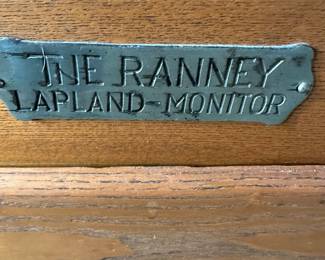 THE RANNEY
LAPLAND-MONITOR